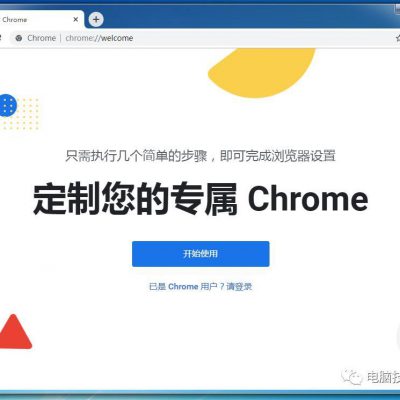 Chrome
Chrome | chrome://welcome
只需执行几个简单的步骤，即可完成浏览器设置
定制您的专属 Chrome
开始使用
已是 Chrome 用户？请登录
电脑技